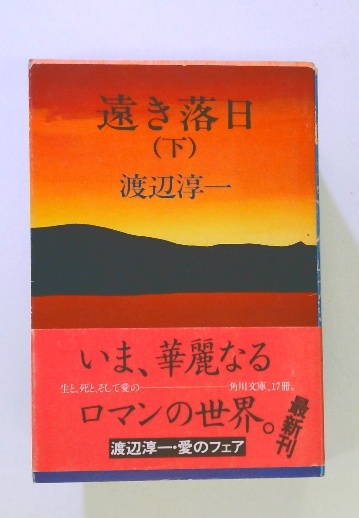 遠き落日
（下）
渡辺淳一
いま、華麗なる
生と、死と、そして愛の――――角川文庫、17冊。
ロマンの世界。
最新刊
渡辺淳一・愛のフェア